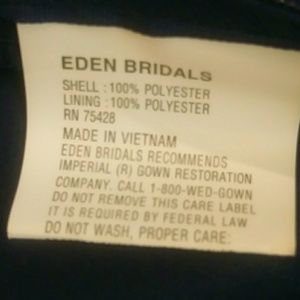 EDEN BRIDALS
SHELL : 100% POLYESTER
LINING : 100% POLYESTER
RN 75428
MADE IN VIETNAM
EDEN BRIDALS RECOMMENDS
IMPERIAL (R) GOWN RESTORATION
COMPANY. CALL 1-800-WED-GOWN
DO NOT REMOVE THIS CARE LABEL
IT IS REQUIRED BY FEDERAL LAW
DO NOT WASH, PROPER CARE: